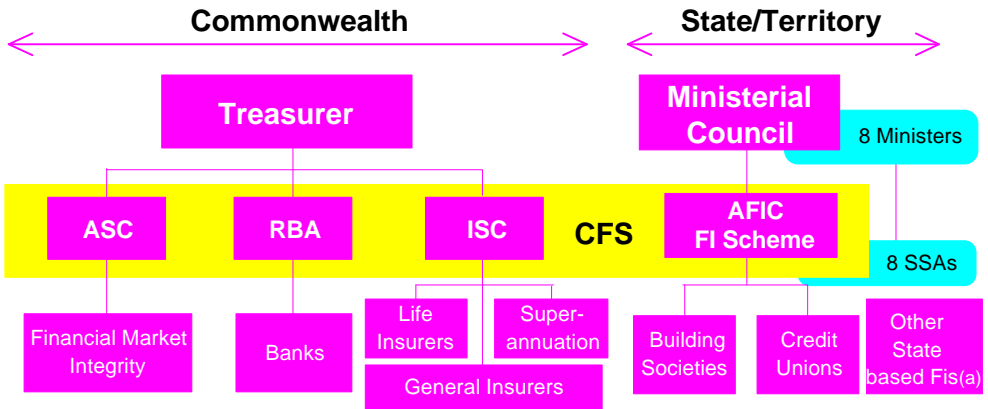 Commonwealth
State/Territory
Treasurer
Ministerial
Council
8 Ministers
ASC
RBA
ISC
CFS
AFIC
FI Scheme
8 SSAs
Financial Market
Integrity
Banks
Life
Insurers
Super-
annuation
General Insurers
Building
Societies
Credit
Unions
Other
State
based Fis(a)